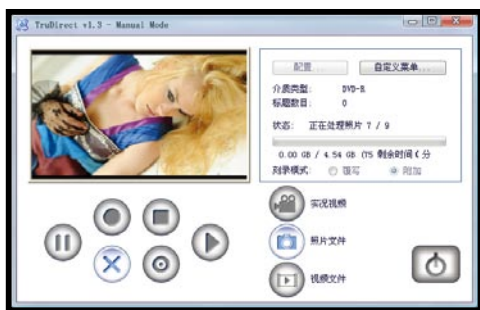 TruDirect v1.3 - Manual Mode
配置...
自定义菜单...
介质类型: DVD-R
标题数目: 0
状态: 正在处理照片 7 / 9
0.00 GB / 4.54 GB (75 剩余时间 ( 分
刻录模式: 覆写 附加
实况视频
照片文件
视频文件